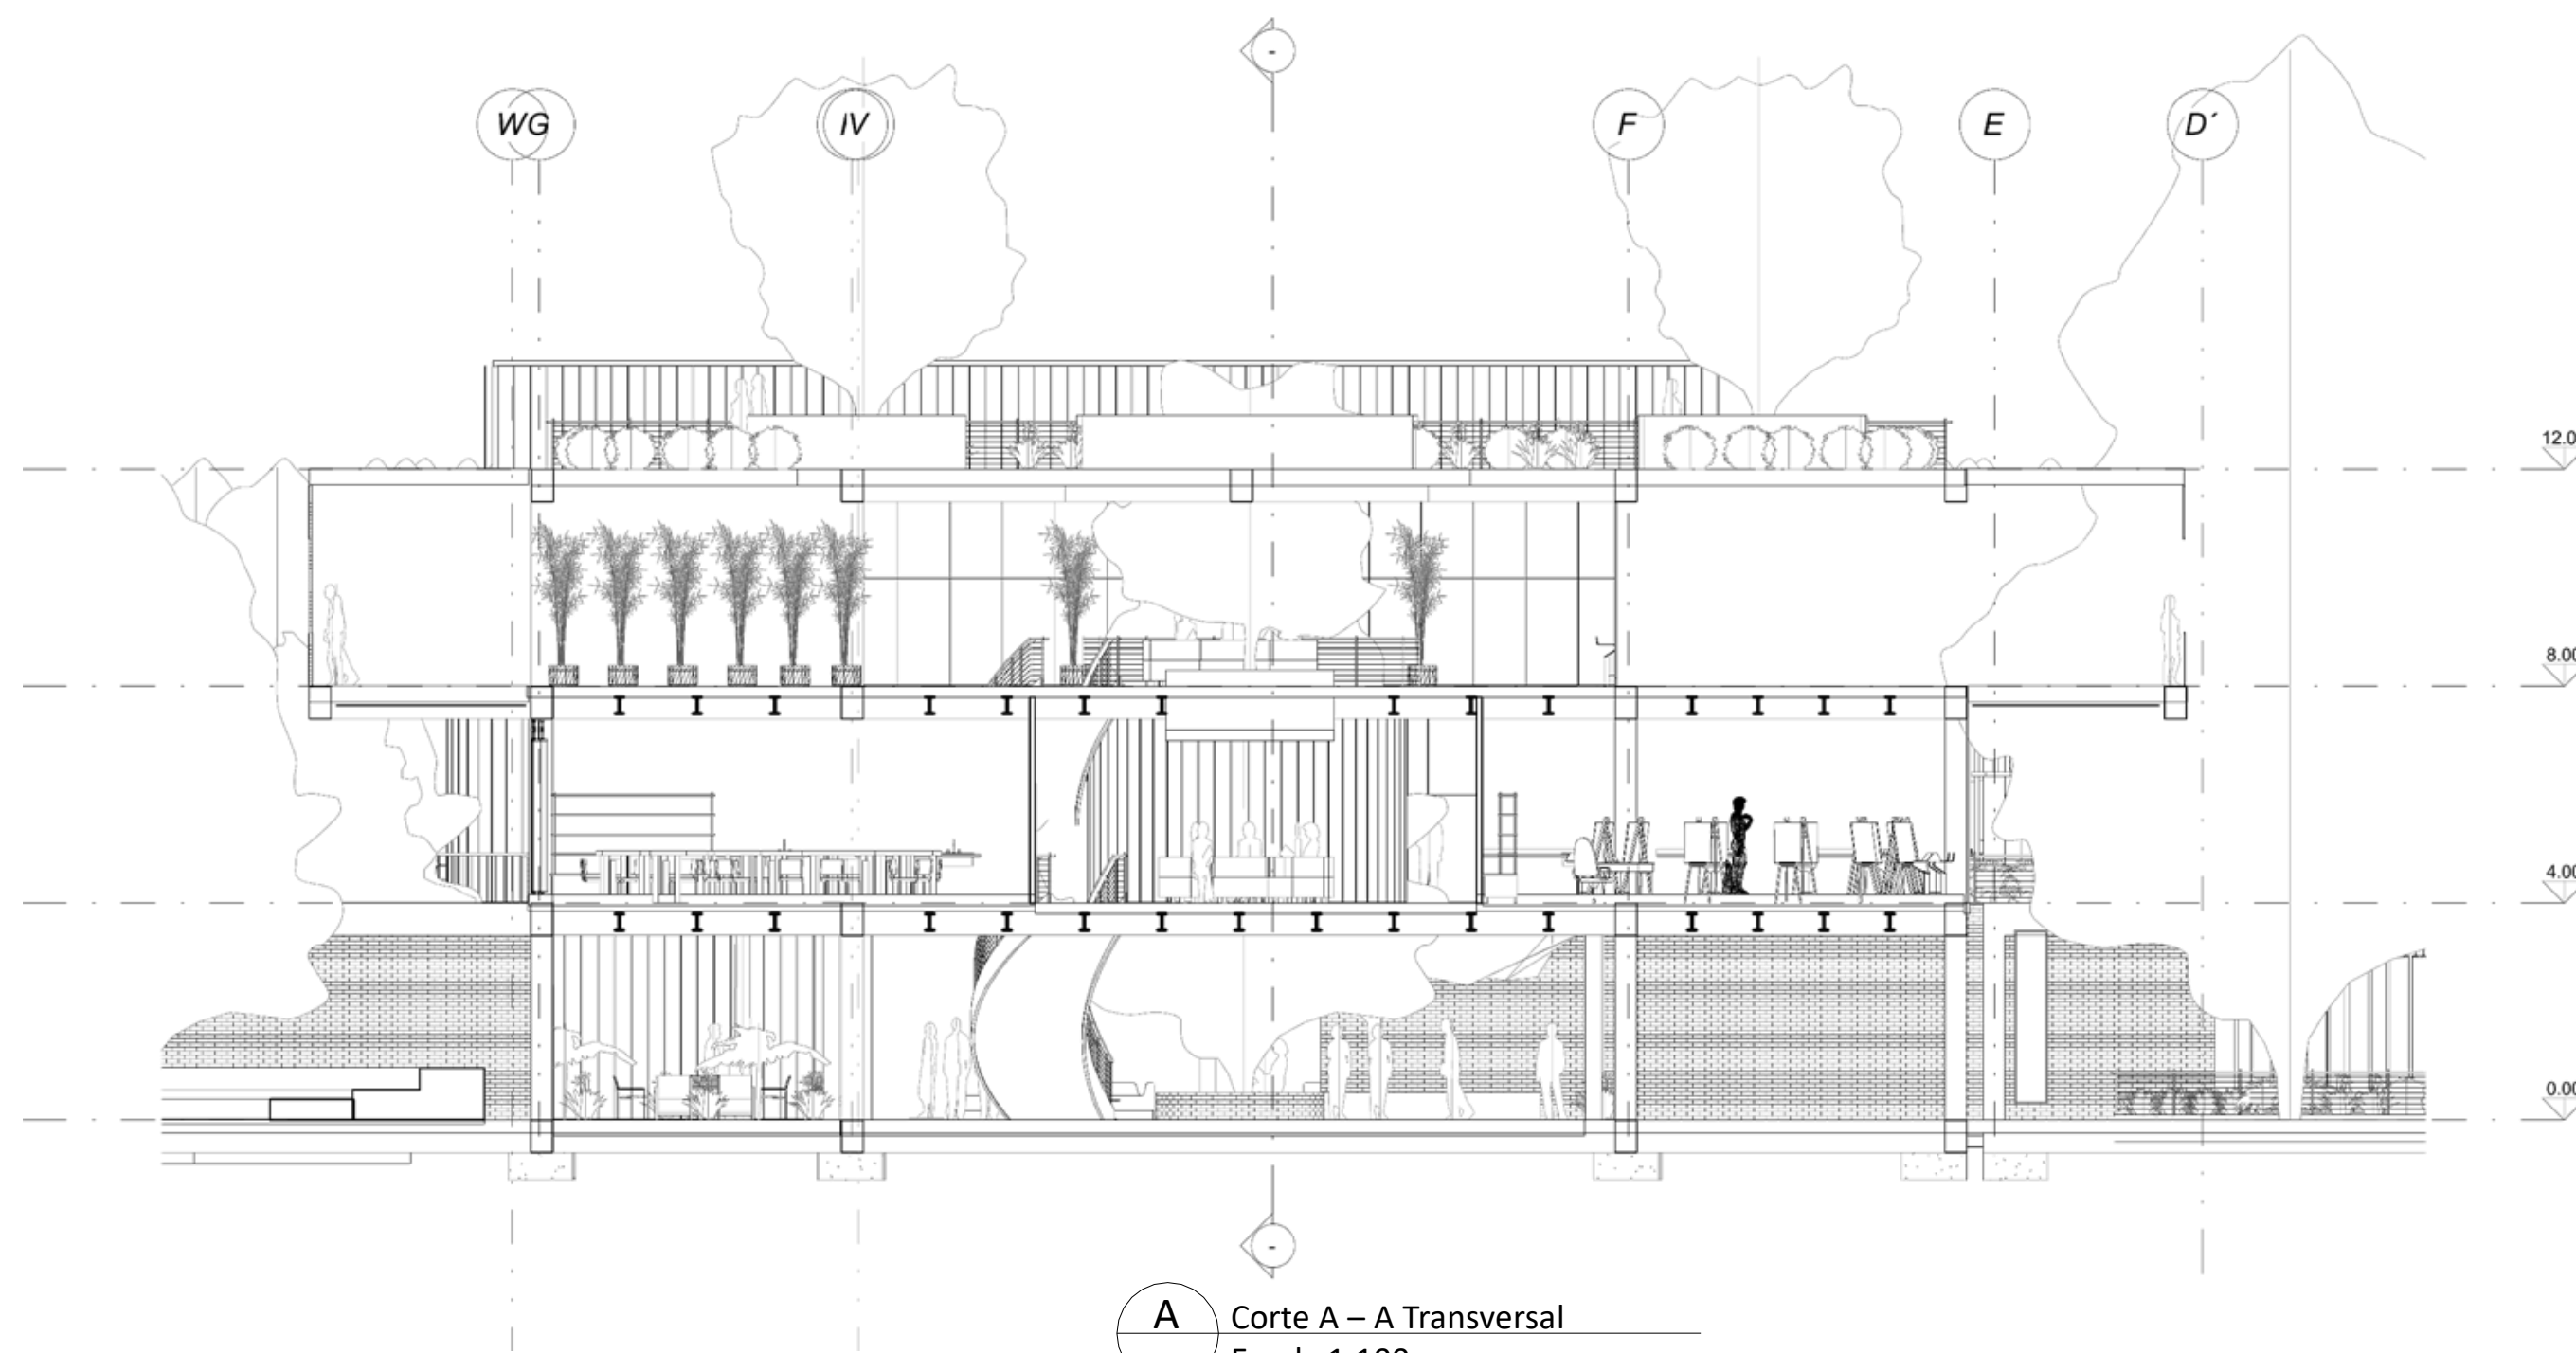 -
WG
IV
F
E
D´
12.0
8.00
4.00
0.00
-
A
Corte A – A Transversal